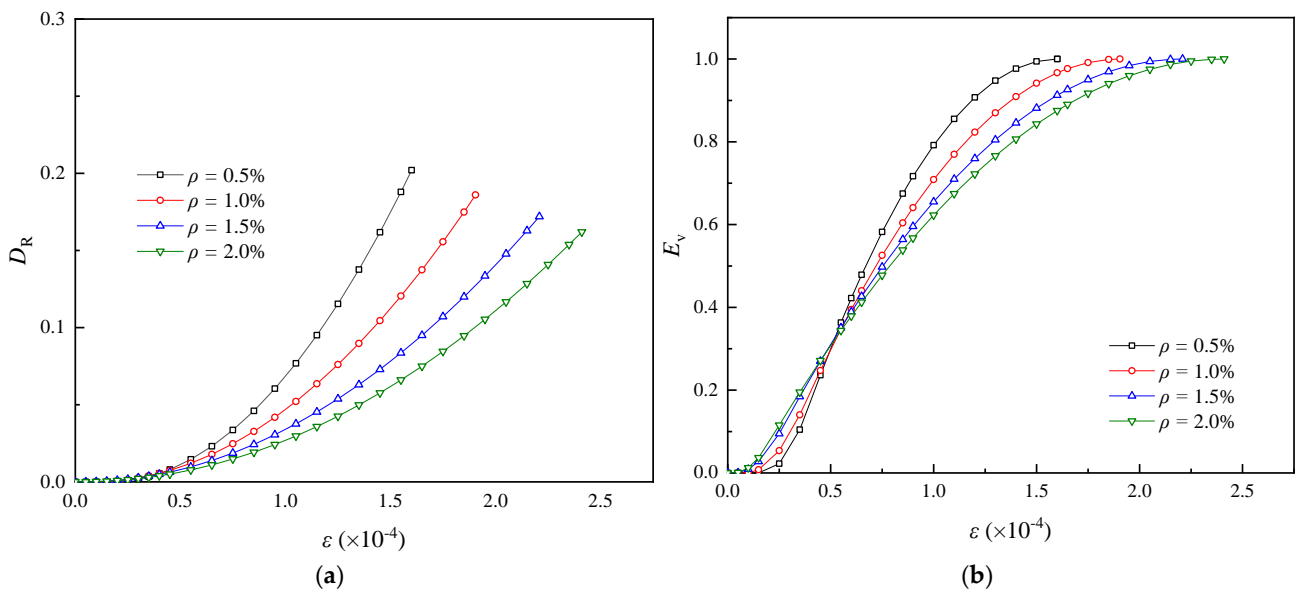 0.3
0.2
0.1
0.0
D_R
ρ = 0.5%
ρ = 1.0%
ρ = 1.5%
ρ = 2.0%
0.0 0.5 1.0 1.5 2.0 2.5
ε (×10⁻⁴)
(a)
1.0
0.8
0.6
0.4
0.2
0.0
E_v
ρ = 0.5%
ρ = 1.0%
ρ = 1.5%
ρ = 2.0%
0.0 0.5 1.0 1.5 2.0 2.5
ε (×10⁻⁴)
(b)